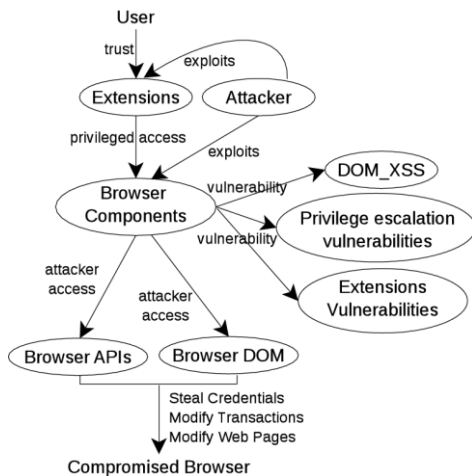 User
trust
exploits
Extensions
Attacker
privileged access
exploits
Browser
Components
vulnerability
DOM_XSS
vulnerability
Privilege escalation
vulnerabilities
Extensions
Vulnerabilities
attacker
access
attacker
access
Browser APIs
Browser DOM
Steal Credentials
Modify Transactions
Modify Web Pages
Compromised Browser